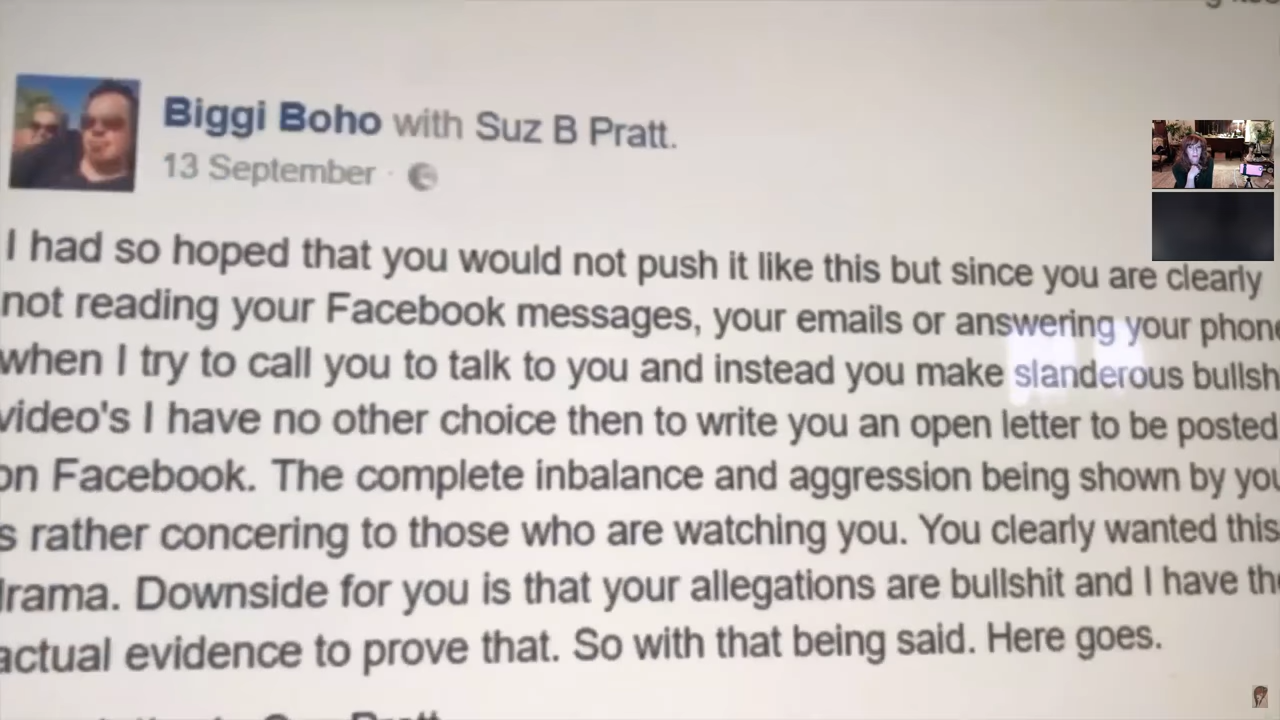 Biggi Boho with Suz B Pratt.
13 September ·
I had so hoped that you would not push it like this but since you are clearly
not reading your Facebook messages, your emails or answering your phon
when I try to call you to talk to you and instead you make slanderous bullsh
video's I have no other choice then to write you an open letter to be posted
on Facebook. The complete inbalance and aggression being shown by you
s rather concering to those who are watching you. You clearly wanted this
drama. Downside for you is that your allegations are bullshit and I have the
actual evidence to prove that. So with that being said. Here goes.